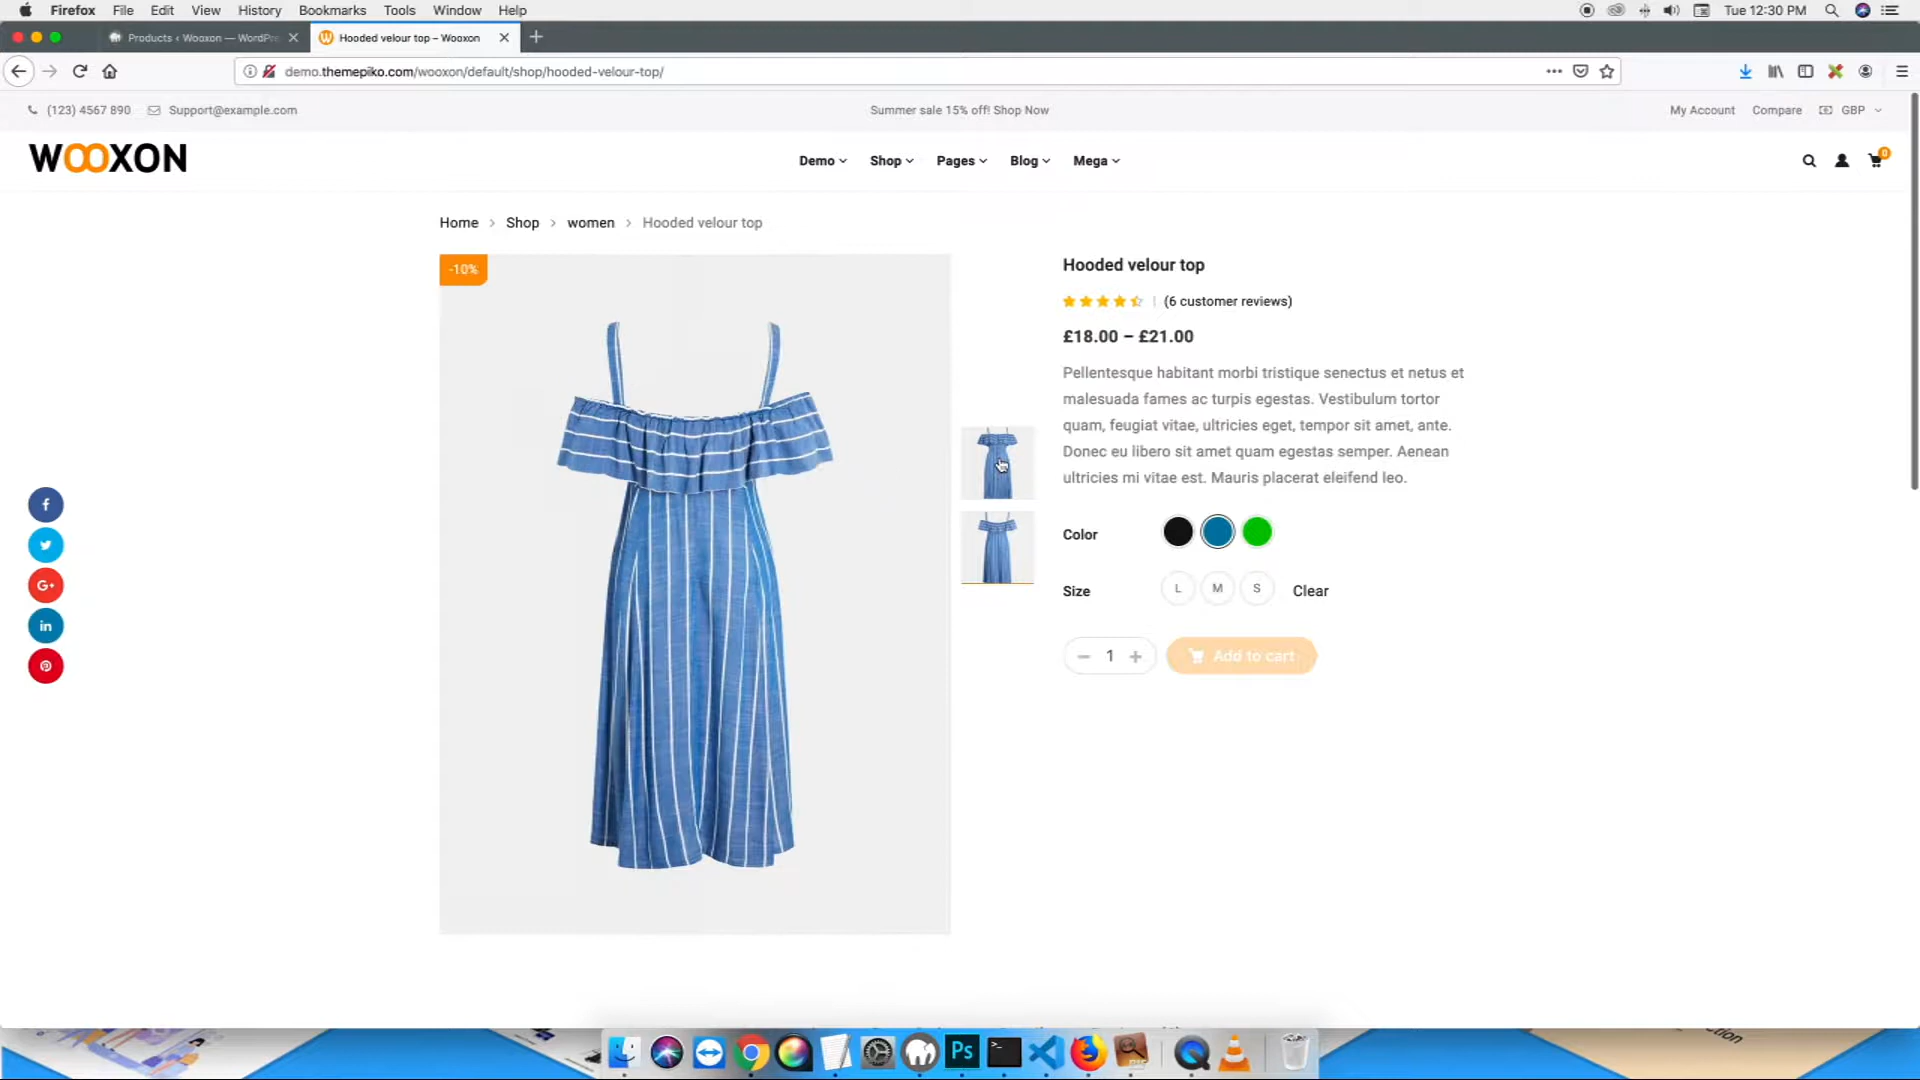 Firefox File Edit View History Bookmarks Tools Window Help
Tue 12:30 PM
Products ‹ Wooxon — WordPr
Hooded velour top – Wooxon
demo.themepiko.com/wooxon/default/shop/hooded-velour-top/
(123) 4567 890 Support@example.com
Summer sale 15% off! Shop Now
My Account Compare GBP
WOOXON
Demo Shop Pages Blog Mega
0
Home > Shop > women > Hooded velour top
-10%
Hooded velour top
(6 customer reviews)
£18.00 – £21.00
Pellentesque habitant morbi tristique senectus et netus et
malesuada fames ac turpis egestas. Vestibulum tortor
quam, feugiat vitae, ultricies eget, tempor sit amet, ante.
Donec eu libero sit amet quam egestas semper. Aenean
ultricies mi vitae est. Mauris placerat eleifend leo.
Color
Size L M S Clear
− 1 + Add to cart
f
G+
in
Ps